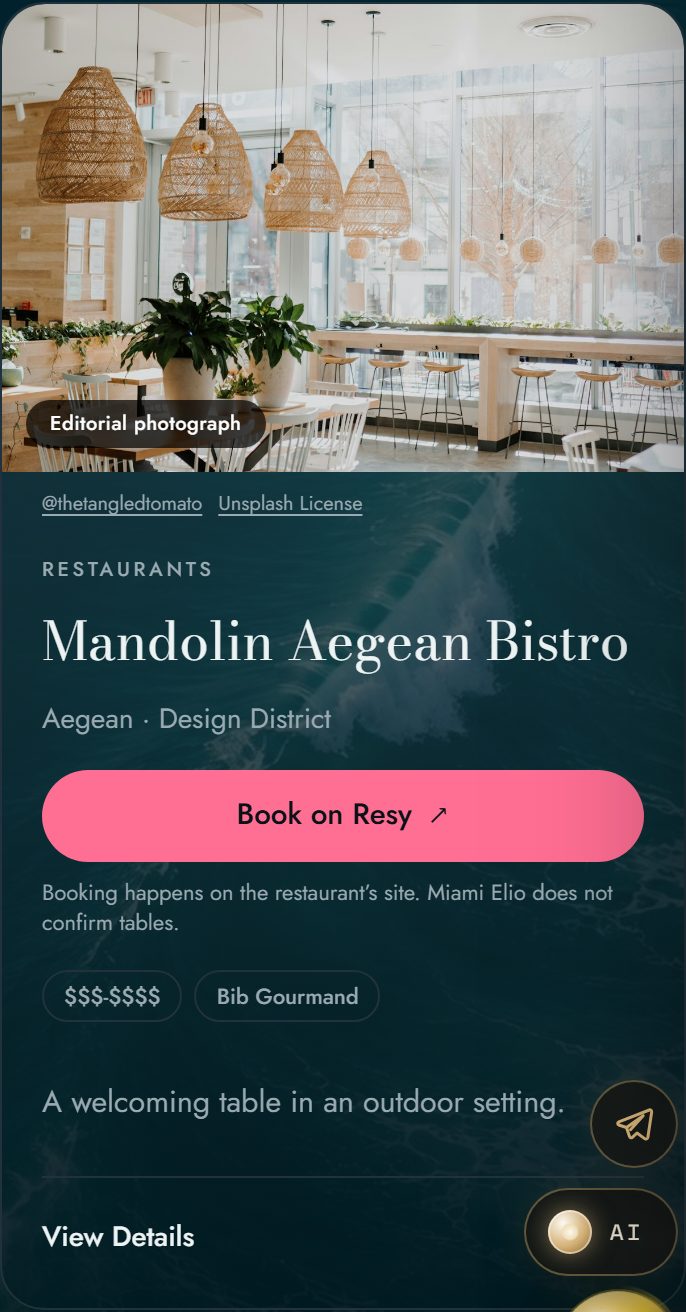 Editorial photograph
@thetangledtomato Unsplash License
RESTAURANTS
Mandolin Aegean Bistro
Aegean · Design District
Book on Resy ↗
Booking happens on the restaurant’s site. Miami Elio does not
confirm tables.
$$$-$$$$ Bib Gourmand
A welcoming table in an outdoor setting.
View Details
AI